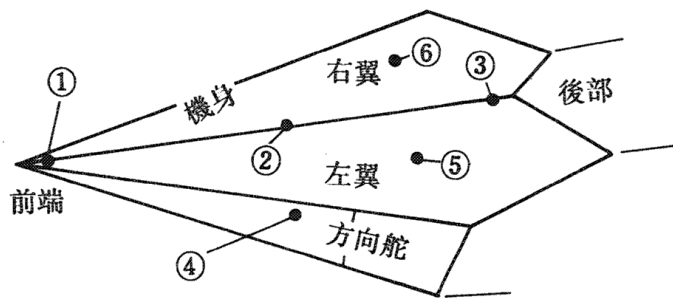 ①
⑥
右翼
③
後部
機身
②
左翼
⑤
前端
④
方向舵